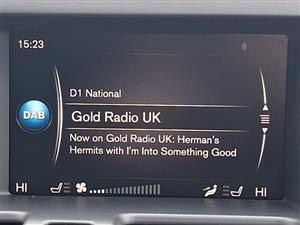 15:23
D1 National
DAB
Gold Radio UK
Now on Gold Radio UK: Herman's
Hermits with I'm Into Something Good
HI
HI